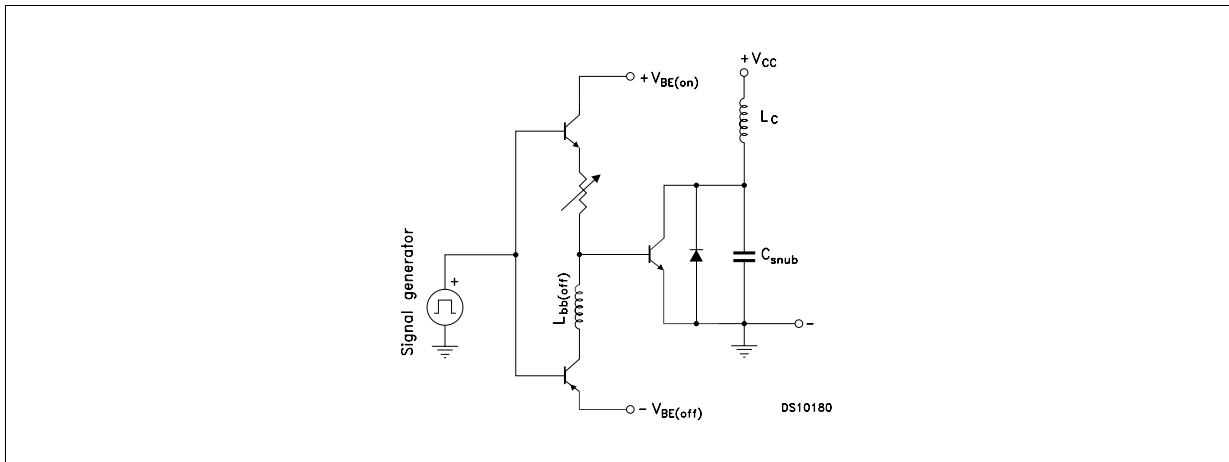 +VCC
+VBE(on)
LC
Signal generator
+
Lbb(off)
Csnub
-
- VBE(off)
DS10180